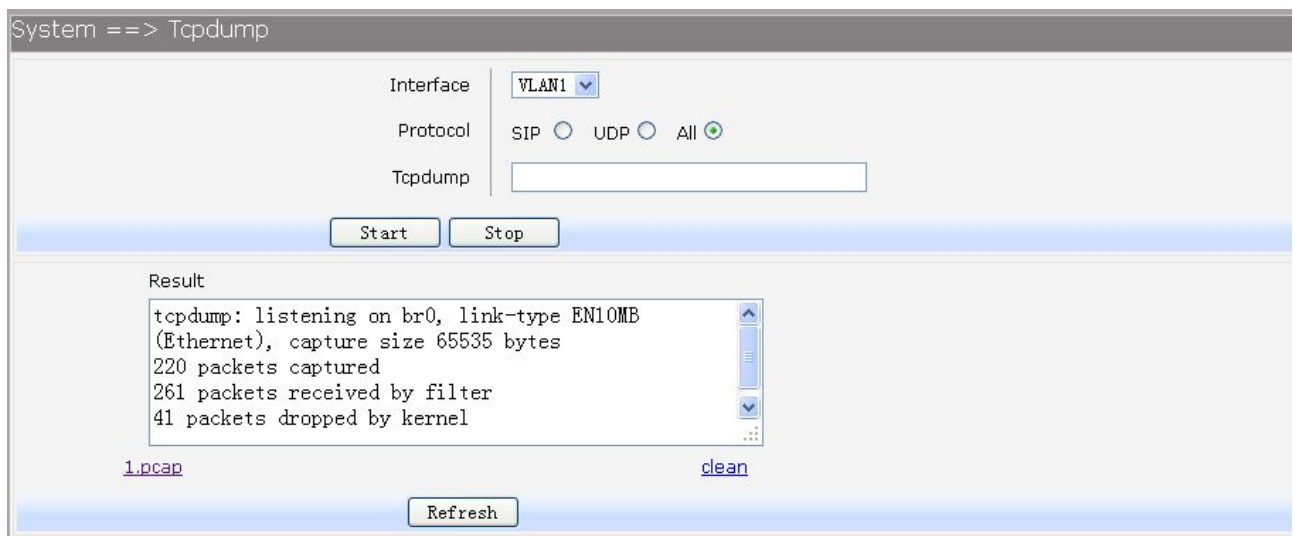 System ==> Tcpdump
Interface VLAN1
Protocol SIP UDP All
Tcpdump
Start Stop
Result
tcpdump: listening on br0, link-type EN10MB
(Ethernet), capture size 65535 bytes
220 packets captured
261 packets received by filter
41 packets dropped by kernel
1.pcap clean
Refresh